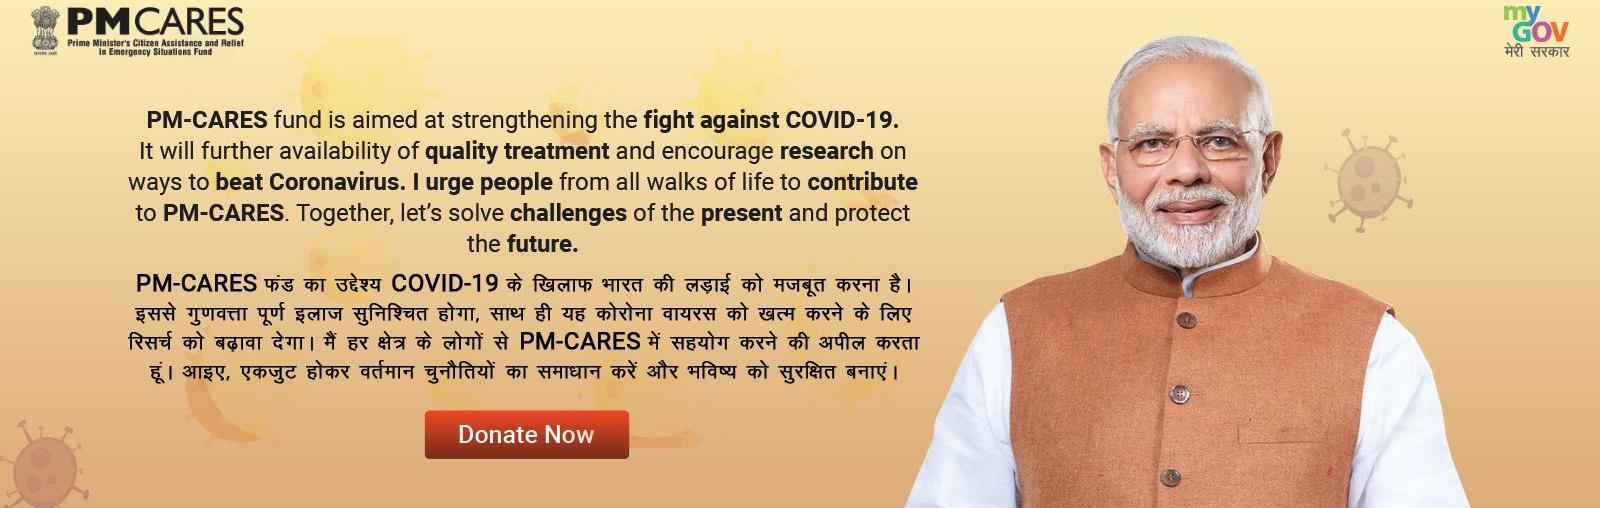 PM CARES
Prime Minister's Citizen Assistance and Relief
in Emergency Situations Fund
my
GOV
मेरी सरकार
PM-CARES fund is aimed at strengthening the fight against COVID-19.
It will further availability of quality treatment and encourage research on
ways to beat Coronavirus. I urge people from all walks of life to contribute
to PM-CARES. Together, let’s solve challenges of the present and protect
the future.
PM-CARES फंड का उद्देश्य COVID-19 के खिलाफ भारत की लड़ाई को मजबूत करना है।
इससे गुणवत्ता पूर्ण इलाज सुनिश्चित होगा, साथ ही यह कोरोना वायरस को खत्म करने के लिए
रिसर्च को बढ़ावा देगा। मैं हर क्षेत्र के लोगों से PM-CARES में सहयोग करने की अपील करता
हूं। आइए, एकजुट होकर वर्तमान चुनौतियों का समाधान करें और भविष्य को सुरक्षित बनाएं।
Donate Now